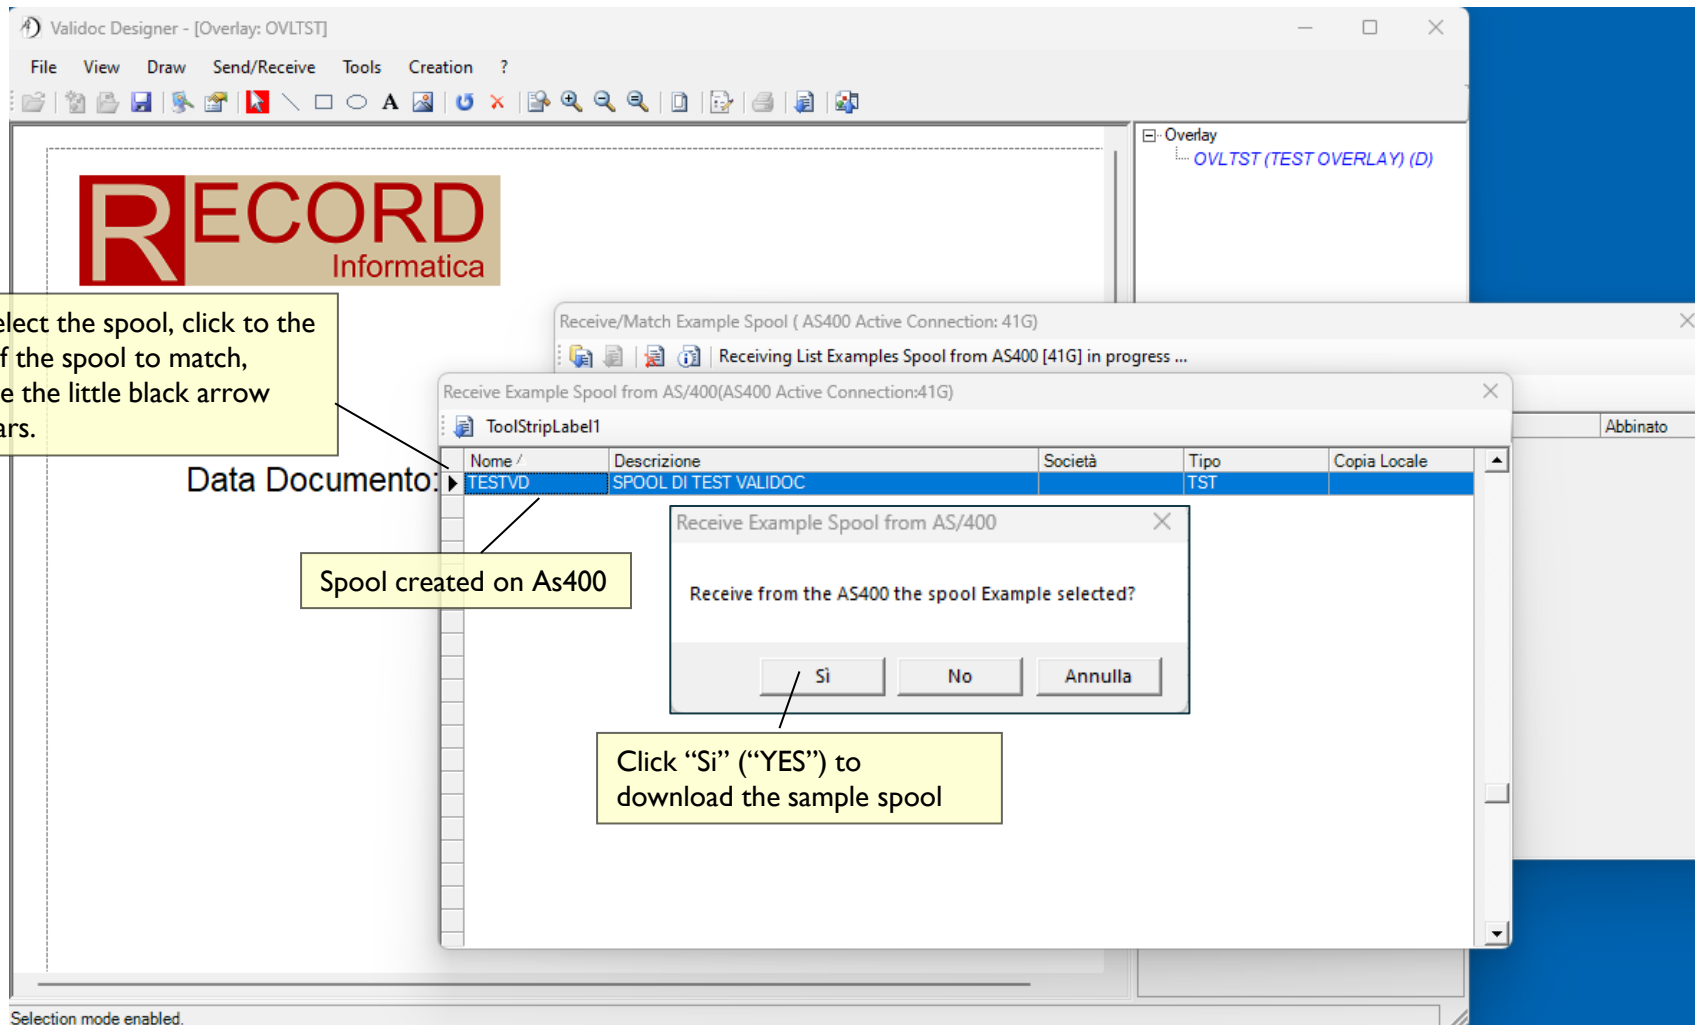 Validoc Designer - [Overlay: OVLTST]
File View Draw Send/Receive Tools Creation ?
A
Overlay
OVLTST (TEST OVERLAY) (D)
RECORD
Informatica
elect the spool, click to the
f the spool to match,
e the little black arrow
ars.
Receive/Match Example Spool ( AS400 Active Connection: 41G)
Receiving List Examples Spool from AS400 [41G] in progress ...
Abbinato
Receive Example Spool from AS/400(AS400 Active Connection:41G)
ToolStripLabel1
Nome Descrizione Società Tipo Copia Locale
TESTVD SPOOL DI TEST VALIDOC TST
Data Documento:
Receive Example Spool from AS/400
Receive from the AS400 the spool Example selected?
Sì No Annulla
Spool created on As400
Click “Si” (“YES”) to
download the sample spool
Selection mode enabled.